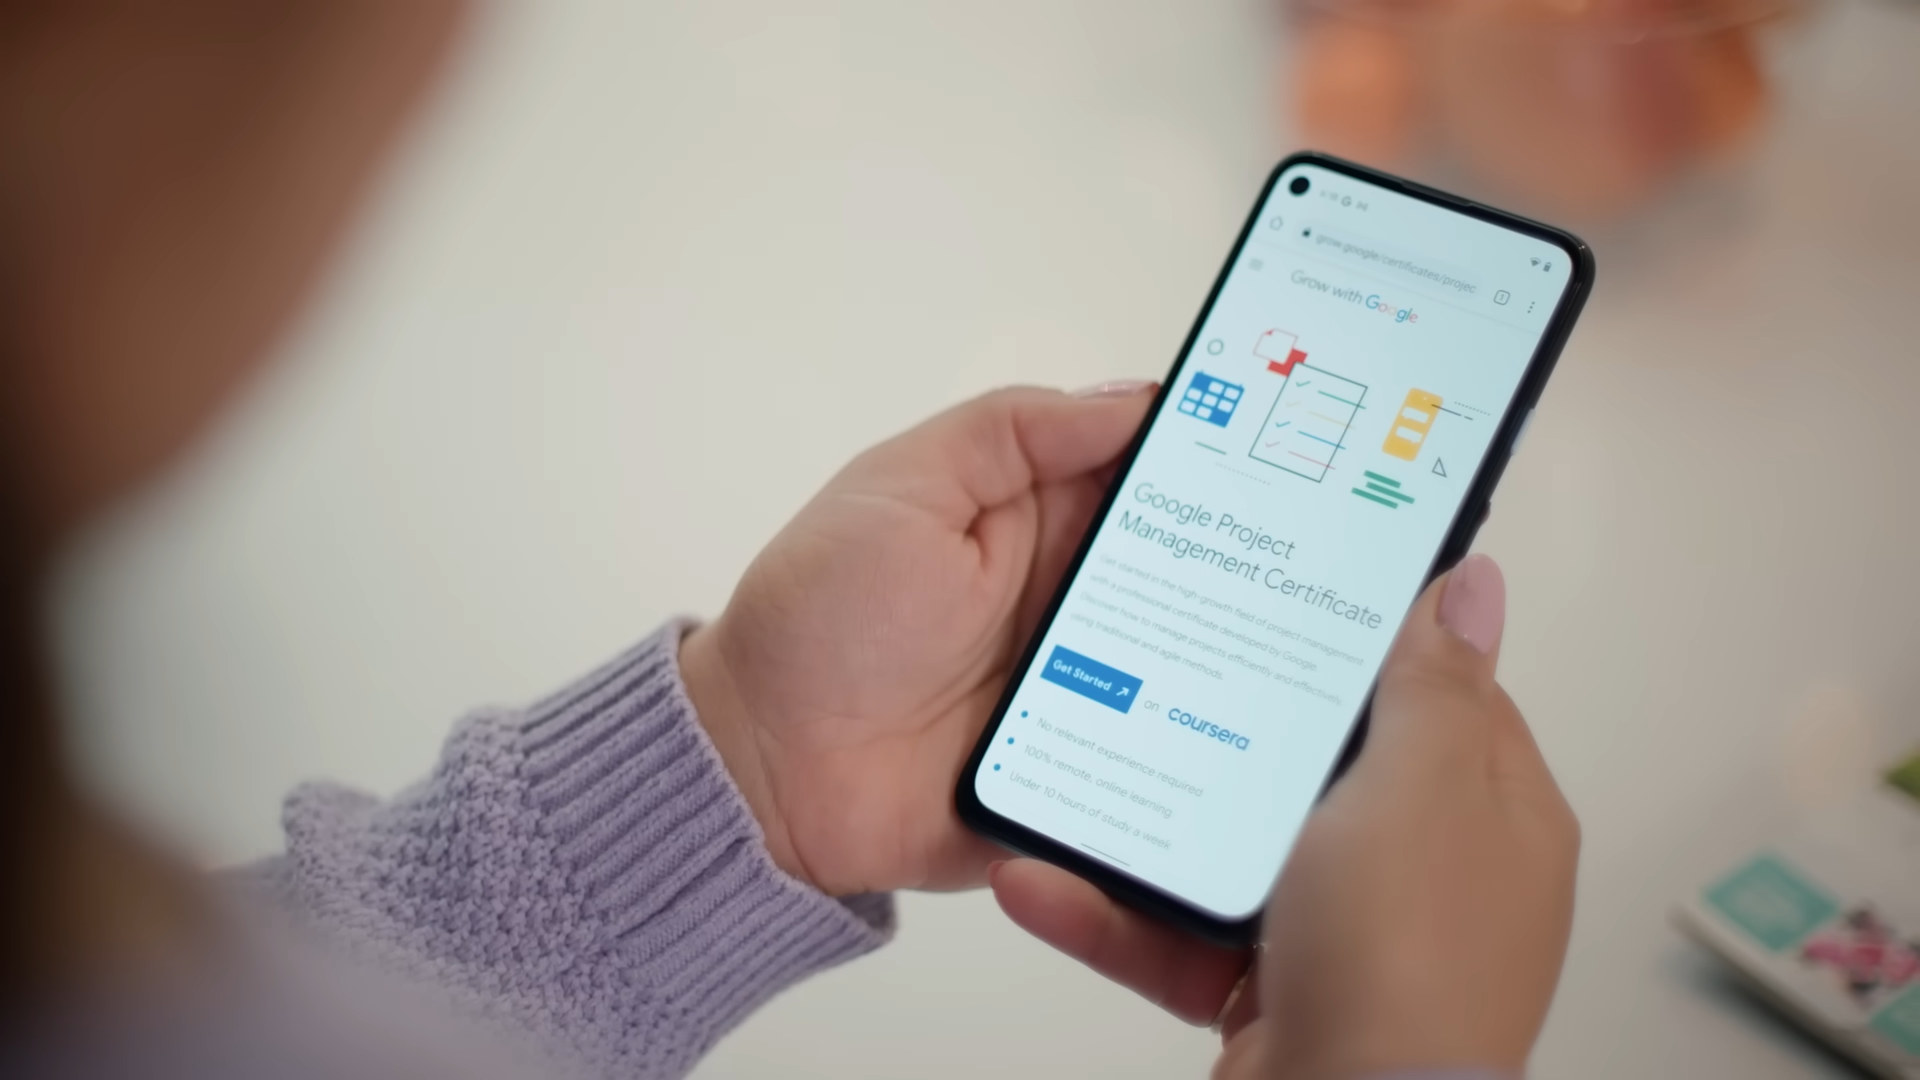 grow.google/certificates/projec
Grow with Google
Google Project
Management Certificate
Get started in the high-growth field of project management
with a professional certificate developed by Google.
Discover how to manage projects efficiently and effectively
using traditional and agile methods.
Get Started
on coursera
No relevant experience required
100% remote, online learning
Under 10 hours of study a week